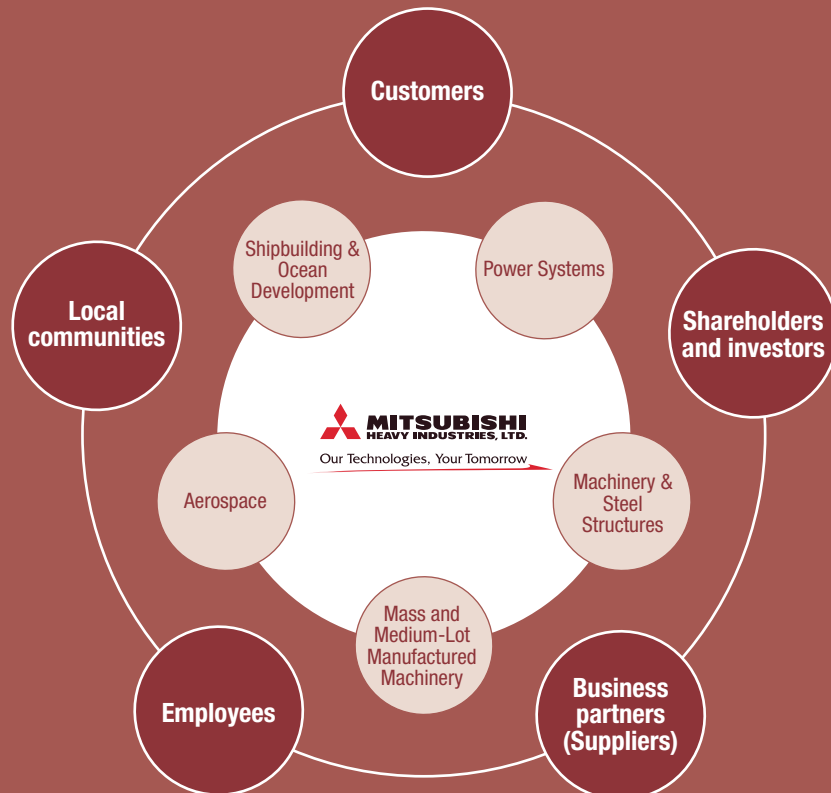 Customers
Shipbuilding &
Ocean
Development
Power Systems
Local
communities
Shareholders
and investors
MITSUBISHI
HEAVY INDUSTRIES, LTD.
Our Technologies, Your Tomorrow
Aerospace
Machinery &
Steel
Structures
Mass and
Medium-Lot
Manufactured
Machinery
Employees
Business
partners
(Suppliers)